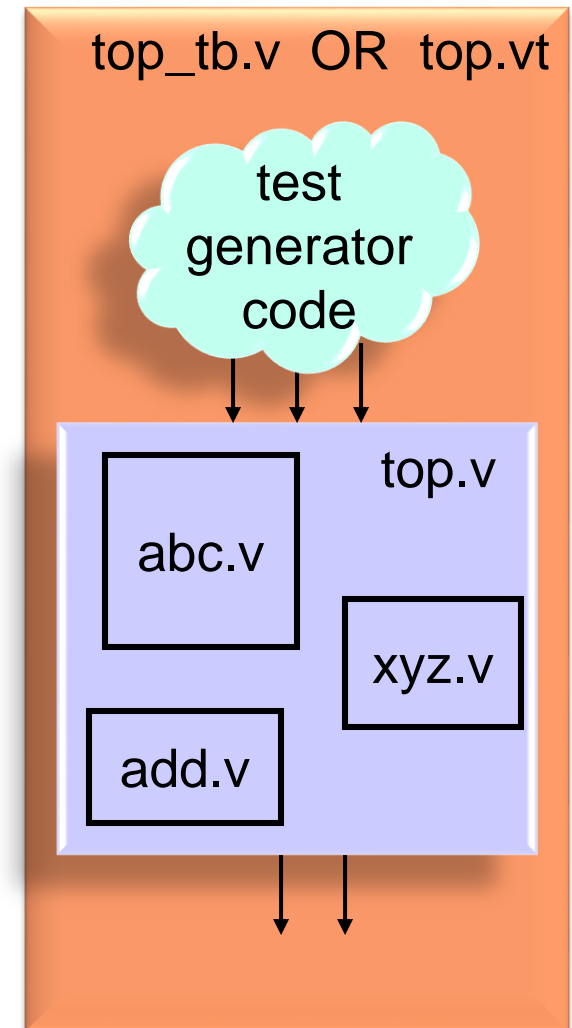 top_tb.v OR top.vt
test
generator
code
top.v
abc.v
xyz.v
add.v